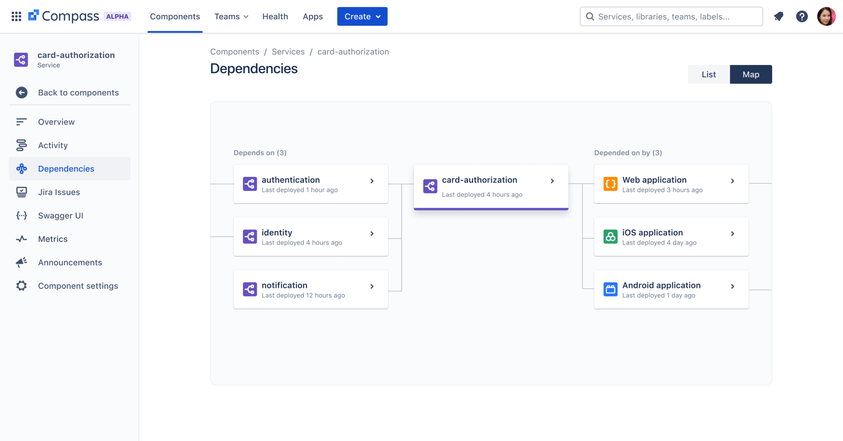 Compass ALPHA Components Teams Health Apps Create Services, libraries, teams, labels...
card-authorization
Service
Back to components
Overview
Activity
Dependencies
Jira Issues
Swagger UI
Metrics
Announcements
Component settings
Components / Services / card-authorization
Dependencies
List Map
Depends on (3)
authentication
Last deployed 1 hour ago
identity
Last deployed 4 hours ago
notification
Last deployed 12 hours ago
card-authorization
Last deployed 4 hours ago
Depended on by (3)
Web application
Last deployed 3 hours ago
iOS application
Last deployed 4 day ago
Android application
Last deployed 1 day ago